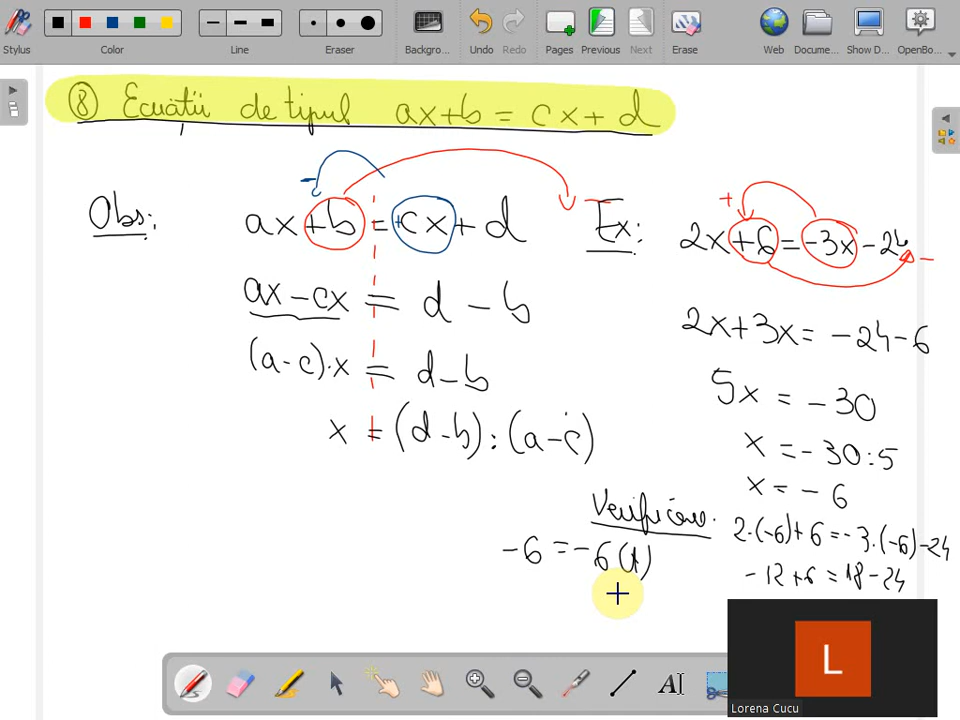 Stylus
Color
Line
Eraser
Backgro...
Undo
Redo
Pages
Previous
Next
Erase
Web
Docume...
Show D...
OpenBo...
⑧ Ecuații de tipul ax+b = cx+d
Obs:
ax+b=+cx+d
ax-cx = d-b
(a-c)·x = d-b
x = (d-b):(a-c)
Ex:
2x+6=-3x-24
2x+3x=-24-6
5x = -30
x = -30:5
x = -6
Verificare:
2·(-6)+6=-3·(-6)-24
-12+6=18-24
-6=-6(A)
L
Lorena Cucu